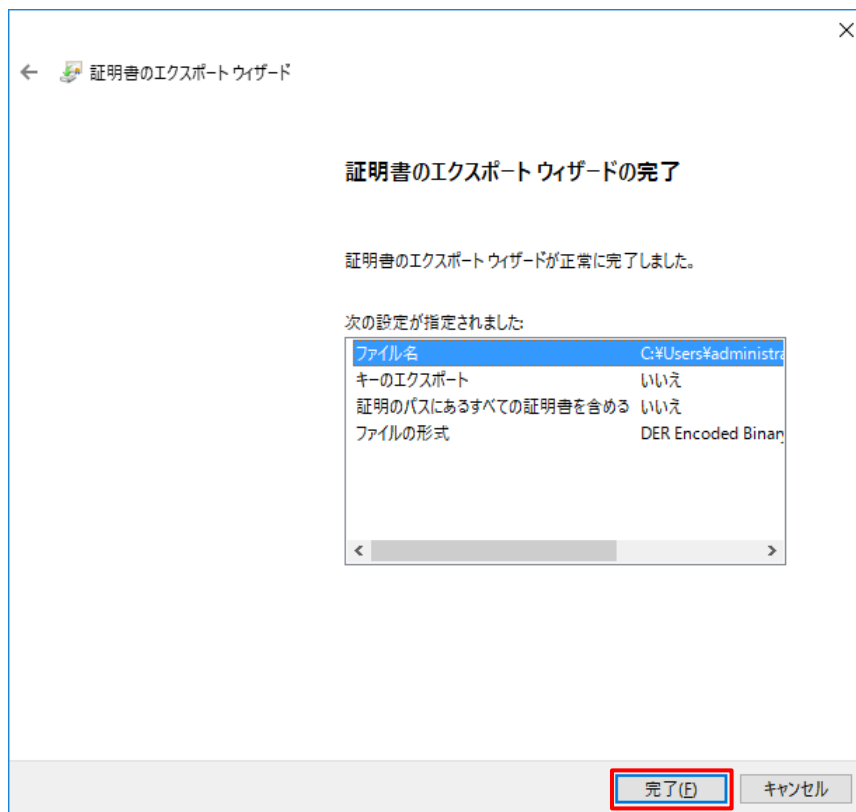 証明書のエクスポート ウィザード
証明書のエクスポート ウィザードの完了
証明書のエクスポート ウィザードが正常に完了しました。
次の設定が指定されました:
ファイル名 C:¥Users¥administra
キーのエクスポート いいえ
証明のパスにあるすべての証明書を含める いいえ
ファイルの形式 DER Encoded Binar
完了(F) キャンセル